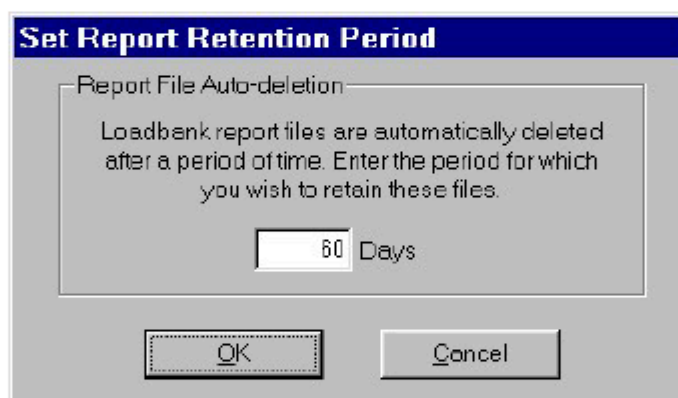 Set Report Retention Period
Report File Auto-deletion
Loadbank report files are automatically deleted
after a period of time. Enter the period for which
you wish to retain these files.
60 Days
OK Cancel